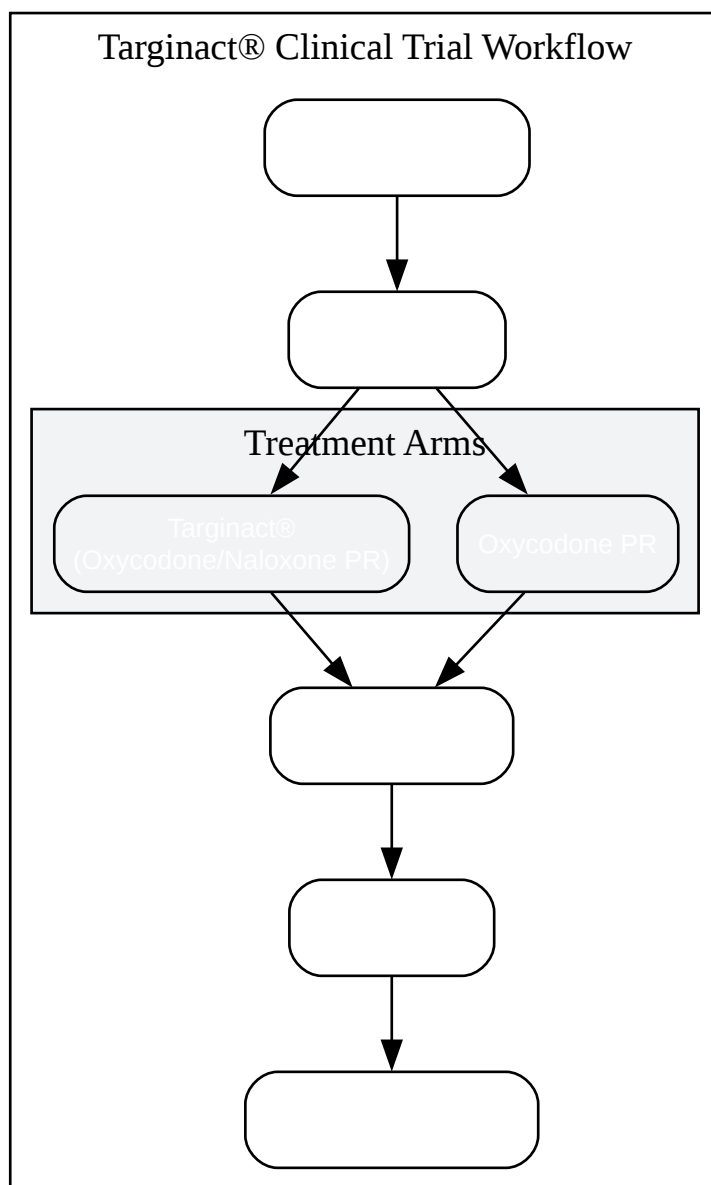 Targinact® Clinical Trial Workflow
Treatment Arms
Targinact®
(Oxycodone/Naloxone PR)
Oxycodone PR